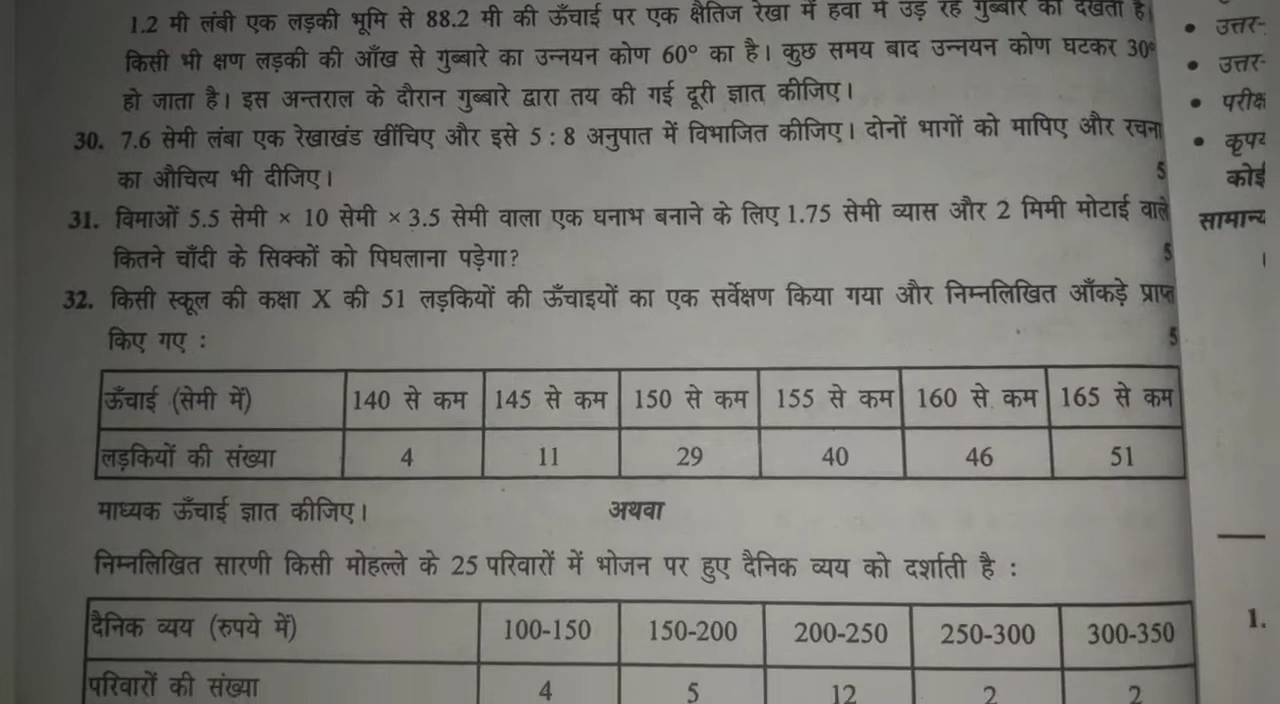 1.2 मी लंबी एक लड़की भूमि से 88.2 मी की ऊँचाई पर एक क्षैतिज रेखा में हवा में उड़ रहे गुब्बारे को देखती है।
किसी भी क्षण लड़की की आँख से गुब्बारे का उन्नयन कोण 60° का है। कुछ समय बाद उन्नयन कोण घटकर 30°
हो जाता है। इस अन्तराल के दौरान गुब्बारे द्वारा तय की गई दूरी ज्ञात कीजिए।
30. 7.6 सेमी लंबा एक रेखाखंड खींचिए और इसे 5 : 8 अनुपात में विभाजित कीजिए। दोनों भागों को मापिए और रचना
का औचित्य भी दीजिए। 5
31. विमाओं 5.5 सेमी × 10 सेमी × 3.5 सेमी वाला एक घनाभ बनाने के लिए 1.75 सेमी व्यास और 2 मिमी मोटाई वाले
कितने चाँदी के सिक्कों को पिघलाना पड़ेगा? 5
32. किसी स्कूल की कक्षा X की 51 लड़कियों की ऊँचाइयों का एक सर्वेक्षण किया गया और निम्नलिखित आँकड़े प्राप्त
किए गए : 5
ऊँचाई (सेमी में) 140 से कम 145 से कम 150 से कम 155 से कम 160 से कम 165 से कम
लड़कियों की संख्या 4 11 29 40 46 51
माध्यक ऊँचाई ज्ञात कीजिए। अथवा
निम्नलिखित सारणी किसी मोहल्ले के 25 परिवारों में भोजन पर हुए दैनिक व्यय को दर्शाती है :
दैनिक व्यय (रुपये में) 100-150 150-200 200-250 250-300 300-350
परिवारों की संख्या 4 5 12 2 2
• उत्तर-
• उत्तर-
•
•
कोई
सामान्य
1.